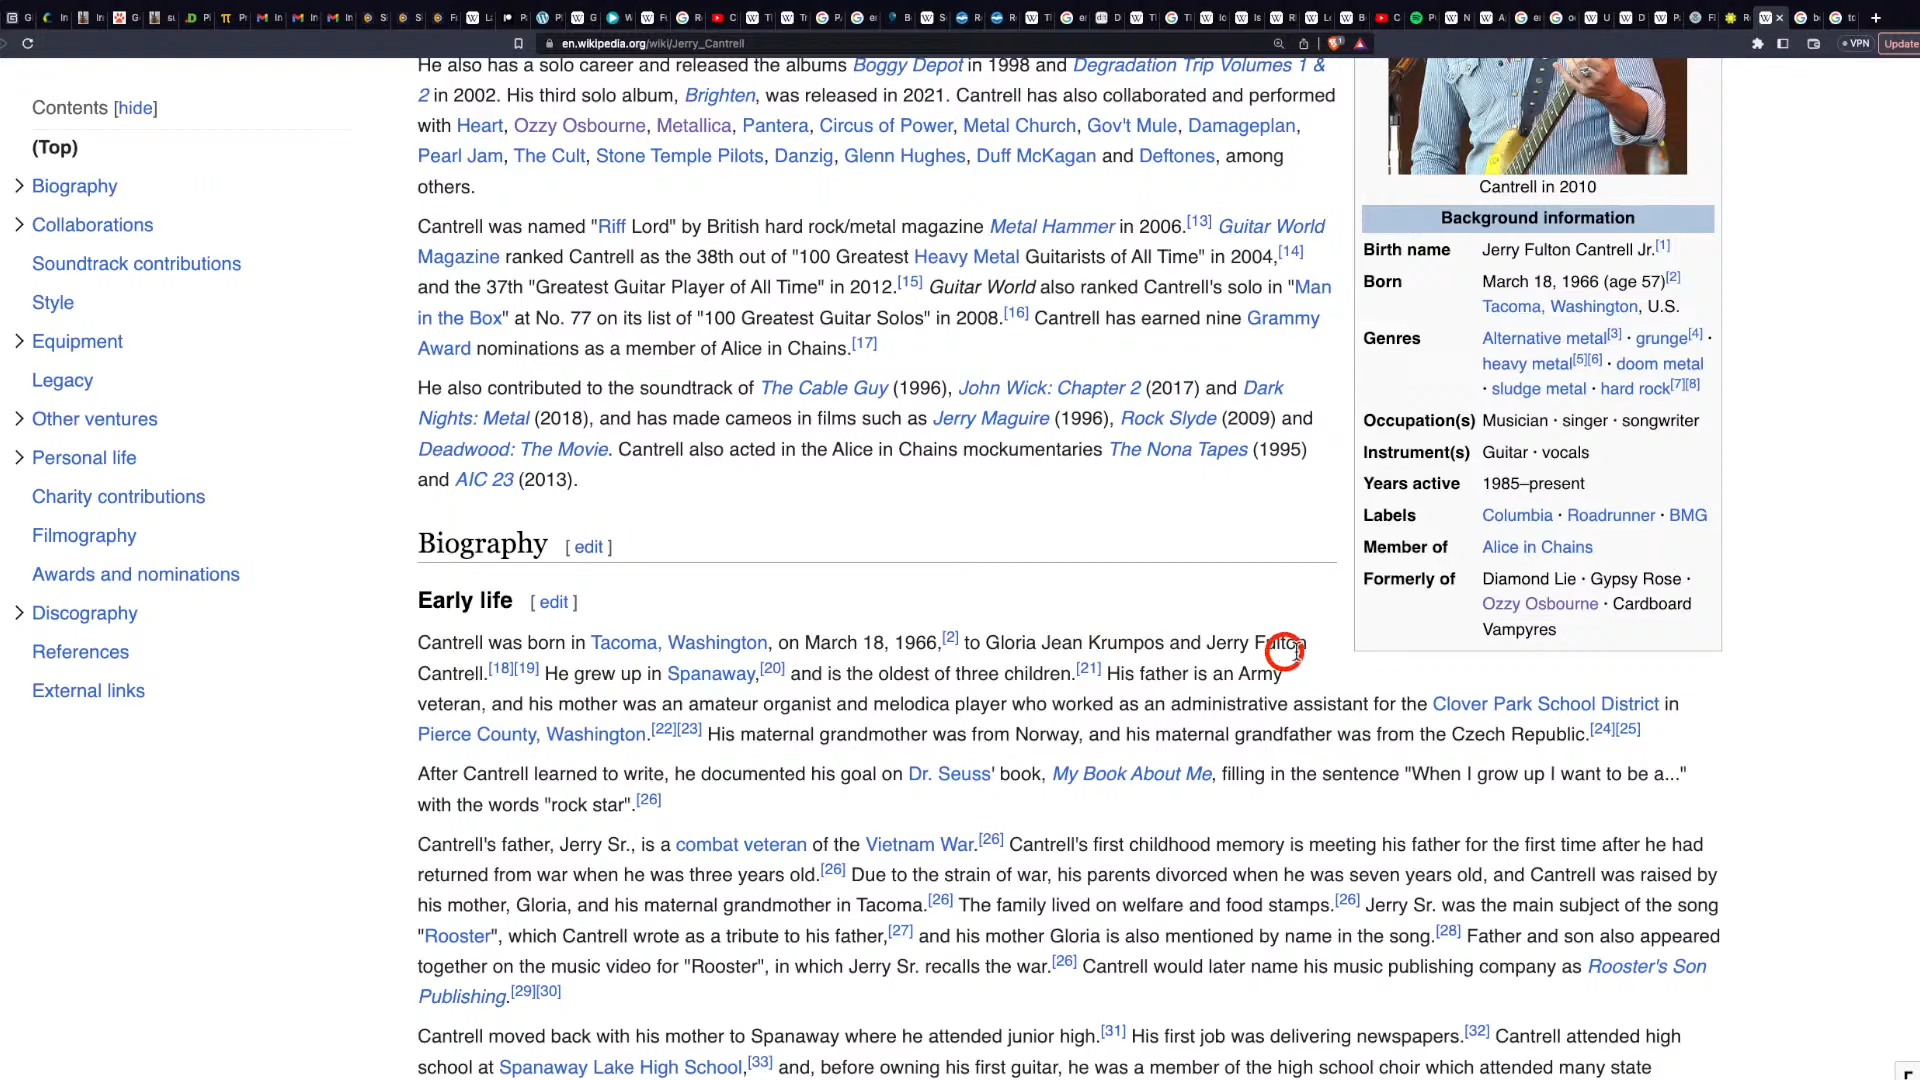 en.wikipedia.org/wiki/Jerry_Cantrell
VPN
Update
Contents [hide]
(Top)
Biography
Collaborations
Soundtrack contributions
Style
Equipment
Legacy
Other ventures
Personal life
Charity contributions
Filmography
Awards and nominations
Discography
References
External links
He also has a solo career and released the albums Boggy Depot in 1998 and Degradation Trip Volumes 1 &
2 in 2002. His third solo album, Brighten, was released in 2021. Cantrell has also collaborated and performed
with Heart, Ozzy Osbourne, Metallica, Pantera, Circus of Power, Metal Church, Gov't Mule, Damageplan,
Pearl Jam, The Cult, Stone Temple Pilots, Danzig, Glenn Hughes, Duff McKagan and Deftones, among
others.
Cantrell was named "Riff Lord" by British hard rock/metal magazine Metal Hammer in 2006.[13] Guitar World
Magazine ranked Cantrell as the 38th out of "100 Greatest Heavy Metal Guitarists of All Time" in 2004,[14]
and the 37th "Greatest Guitar Player of All Time" in 2012.[15] Guitar World also ranked Cantrell's solo in "Man
in the Box" at No. 77 on its list of "100 Greatest Guitar Solos" in 2008.[16] Cantrell has earned nine Grammy
Award nominations as a member of Alice in Chains.[17]
He also contributed to the soundtrack of The Cable Guy (1996), John Wick: Chapter 2 (2017) and Dark
Nights: Metal (2018), and has made cameos in films such as Jerry Maguire (1996), Rock Slyde (2009) and
Deadwood: The Movie. Cantrell also acted in the Alice in Chains mockumentaries The Nona Tapes (1995)
and AIC 23 (2013).
Biography [ edit ]
Early life [ edit ]
Cantrell was born in Tacoma, Washington, on March 18, 1966,[2] to Gloria Jean Krumpos and Jerry Fulton
Cantrell.[18][19] He grew up in Spanaway,[20] and is the oldest of three children.[21] His father is an Army
veteran, and his mother was an amateur organist and melodica player who worked as an administrative assistant for the Clover Park School District in
Pierce County, Washington.[22][23] His maternal grandmother was from Norway, and his maternal grandfather was from the Czech Republic.[24][25]
After Cantrell learned to write, he documented his goal on Dr. Seuss' book, My Book About Me, filling in the sentence "When I grow up I want to be a..."
with the words "rock star".[26]
Cantrell's father, Jerry Sr., is a combat veteran of the Vietnam War.[26] Cantrell's first childhood memory is meeting his father for the first time after he had
returned from war when he was three years old.[26] Due to the strain of war, his parents divorced when he was seven years old, and Cantrell was raised by
his mother, Gloria, and his maternal grandmother in Tacoma.[26] The family lived on welfare and food stamps.[26] Jerry Sr. was the main subject of the song
"Rooster", which Cantrell wrote as a tribute to his father,[27] and his mother Gloria is also mentioned by name in the song.[28] Father and son also appeared
together on the music video for "Rooster", in which Jerry Sr. recalls the war.[26] Cantrell would later name his music publishing company as Rooster's Son
Publishing.[29][30]
Cantrell moved back with his mother to Spanaway where he attended junior high.[31] His first job was delivering newspapers.[32] Cantrell attended high
school at Spanaway Lake High School,[33] and, before owning his first guitar, he was a member of the high school choir which attended many state
Cantrell in 2010
Background information
Birth name Jerry Fulton Cantrell Jr.[1]
Born March 18, 1966 (age 57)[2]
Tacoma, Washington, U.S.
Genres Alternative metal[3] · grunge[4] ·
heavy metal[5][6] · doom metal
· sludge metal · hard rock[7][8]
Occupation(s) Musician · singer · songwriter
Instrument(s) Guitar · vocals
Years active 1985–present
Labels Columbia · Roadrunner · BMG
Member of Alice in Chains
Formerly of Diamond Lie · Gypsy Rose ·
Ozzy Osbourne · Cardboard
Vampyres